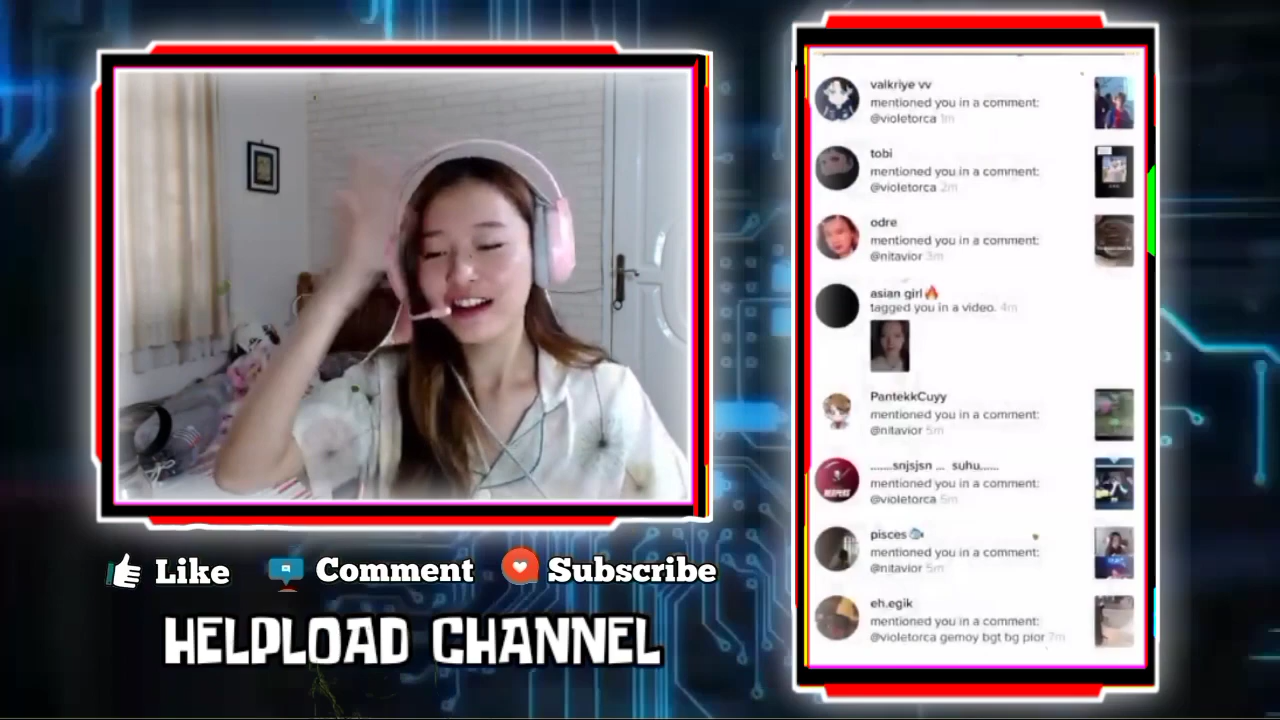 Like
Comment
Subscribe
HELPLOAD CHANNEL
valkriye vv
mentioned you in a comment:
@violetorca 1m
tobi
mentioned you in a comment:
@violetorca 2m
odre
mentioned you in a comment:
@nitavior 3m
asian girl🔥
tagged you in a video. 4m
PantekkCuyy
mentioned you in a comment:
@nitavior 5m
.......snjsjsn ... suhu......
mentioned you in a comment:
@violetorca 5m
pisces🐟
mentioned you in a comment:
@nitavior 5m
eh.egik
mentioned you in a comment:
@violetorca gemoy bgt bg pior 7m